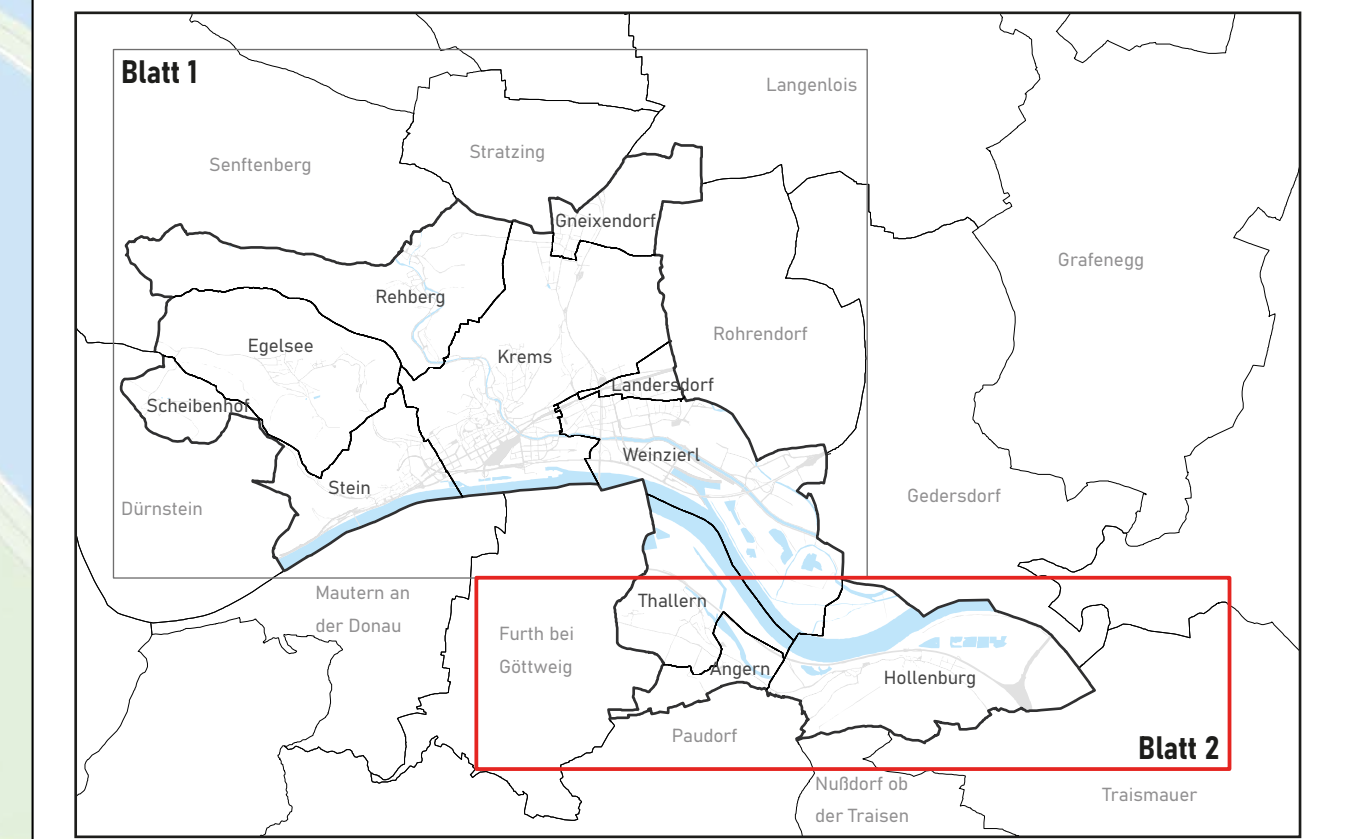 Blatt 1
Langenlois
Stratzing
Senftenberg
Gneixendorf
Grafenegg
Rehberg
Rohrendorf
Egelsee
Krems
Landersdorf
Scheibenhof
Weinzierl
Stein
Gedersdorf
Dürnstein
Mautern an
der Donau
Thallern
Furth bei
Göttweig
Angern
Hollenburg
Paudorf
Blatt 2
Nußdorf ob
der Traisen
Traismauer